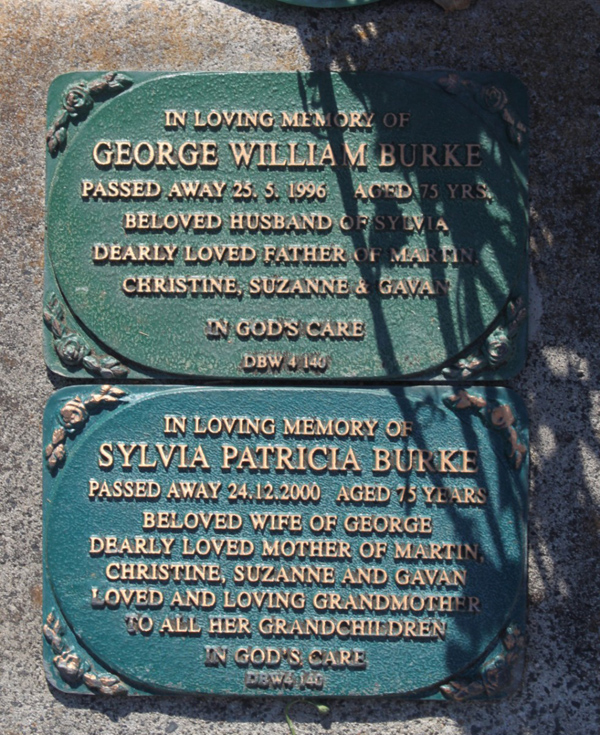 IN LOVING MEMORY OF
GEORGE WILLIAM BURKE
PASSED AWAY 25. 5. 1996 AGED 75 YRS.
BELOVED HUSBAND OF SYLVIA
DEARLY LOVED FATHER OF MARTIN,
CHRISTINE, SUZANNE & GAVAN
IN GOD'S CARE
DBW 4 140
IN LOVING MEMORY OF
SYLVIA PATRICIA BURKE
PASSED AWAY 24.12.2000 AGED 75 YEARS
BELOVED WIFE OF GEORGE
DEARLY LOVED MOTHER OF MARTIN,
CHRISTINE, SUZANNE AND GAVAN
LOVED AND LOVING GRANDMOTHER
TO ALL HER GRANDCHILDREN
IN GOD'S CARE
DBW4 140